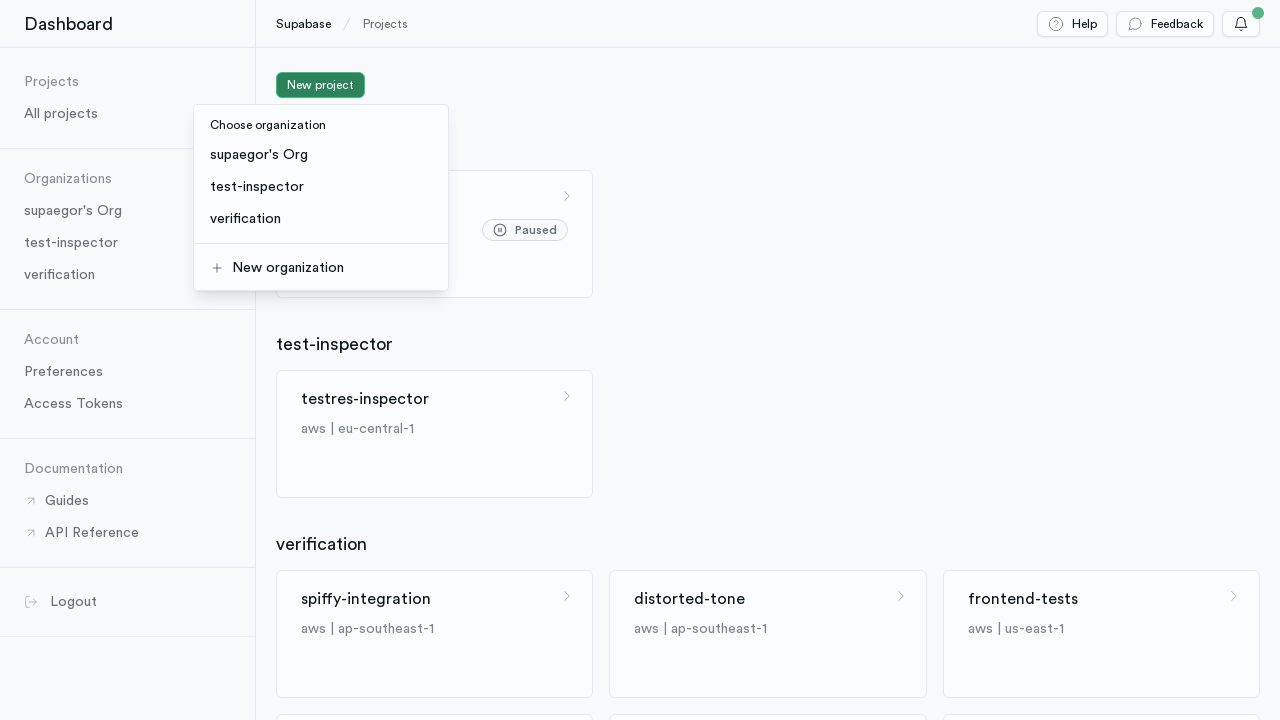 Dashboard
Supabase / Projects
Help
Feedback
Projects
All projects
Organizations
supaegor's Org
test-inspector
verification
Account
Preferences
Access Tokens
Documentation
Guides
API Reference
Logout
New project
Choose organization
supaegor's Org
test-inspector
verification
New organization
Paused
test-inspector
testres-inspector
aws | eu-central-1
verification
spiffy-integration
aws | ap-southeast-1
distorted-tone
aws | ap-southeast-1
frontend-tests
aws | us-east-1